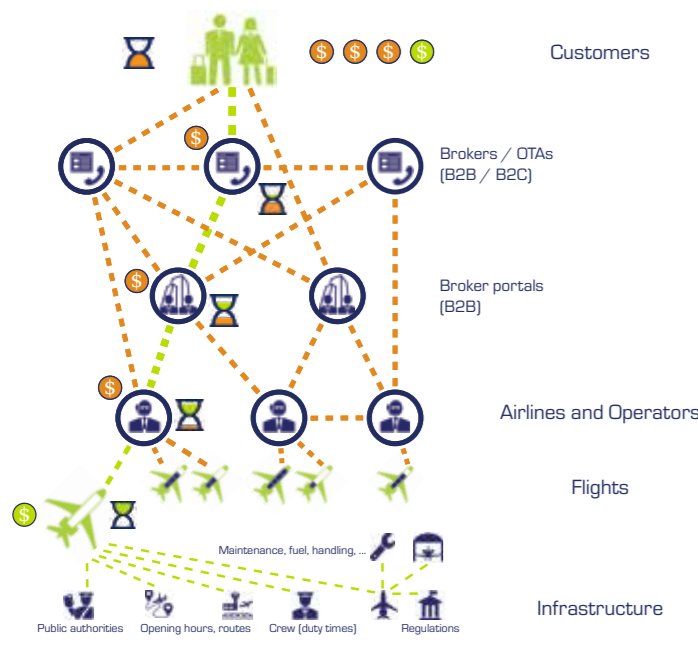 $ $ $ $
Customers
$
Brokers / OTAs
(B2B / B2C)
$
Broker portals
(B2B)
$
Airlines and Operators
Flights
$
Maintenance, fuel, handling, ...
Infrastructure
Public authorities
Opening hours, routes
Crew (duty times)
Regulations